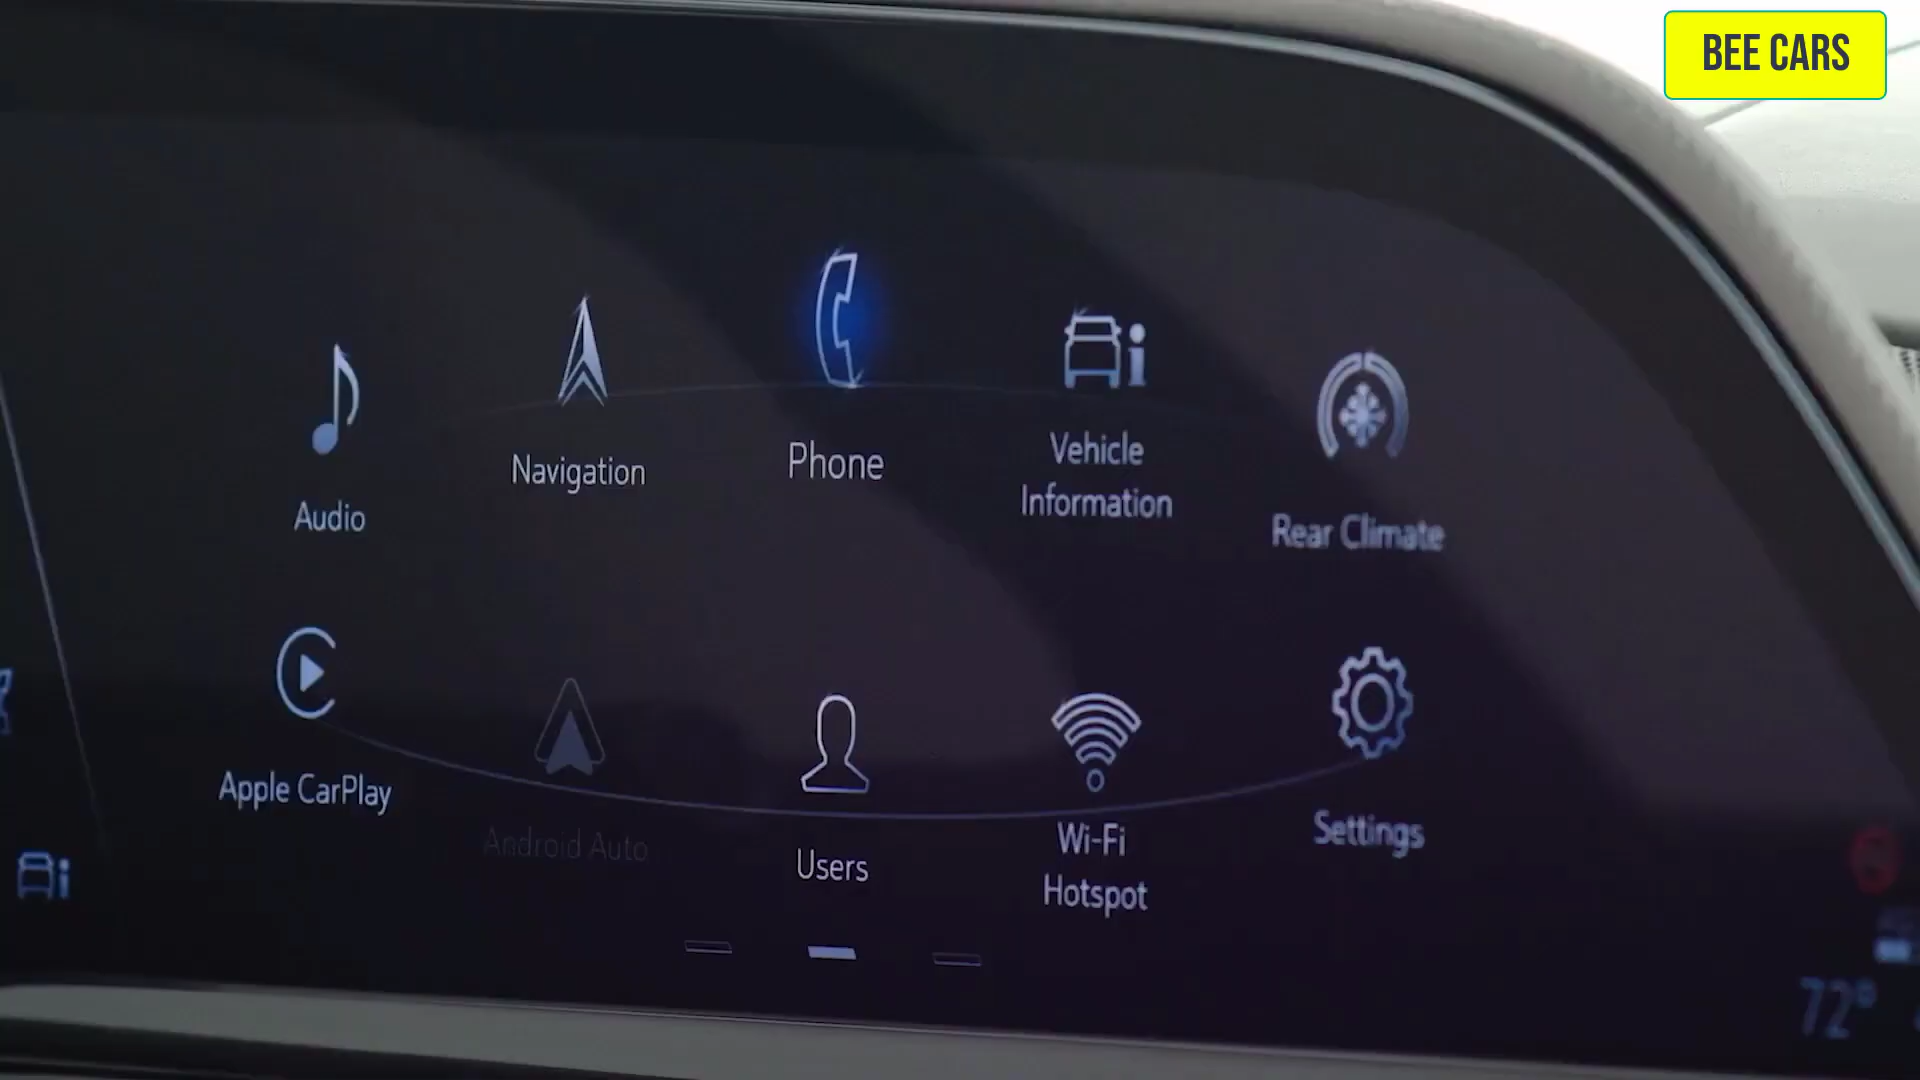 BEE CARS
Audio
Navigation
Phone
Vehicle
Information
Rear Climate
Apple CarPlay
Android Auto
Users
Wi-Fi
Hotspot
Settings
72°